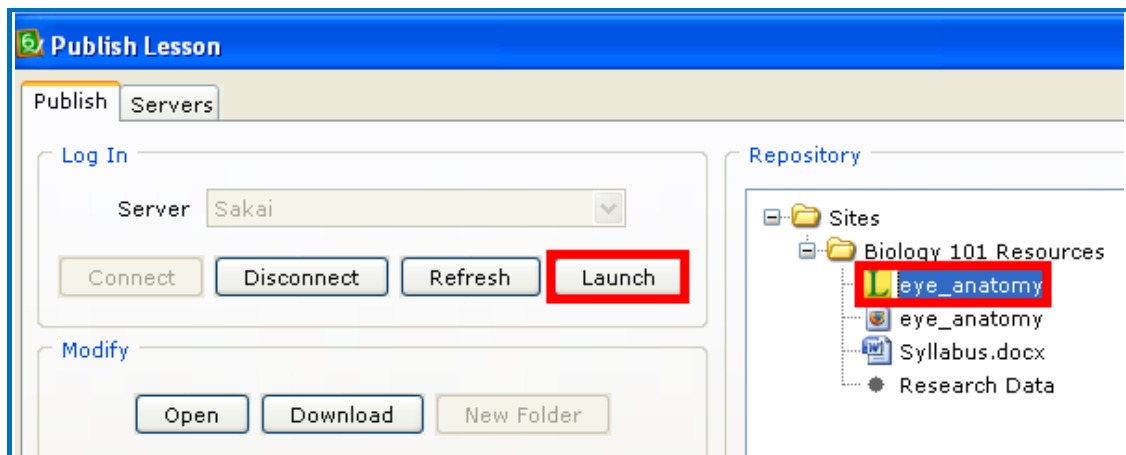 Publish Lesson
Publish Servers
Log In
Server Sakai
Connect Disconnect Refresh Launch
Modify
Open Download New Folder
Repository
Sites
Biology 101 Resources
L eye_anatomy
eye_anatomy
Syllabus.docx
Research Data